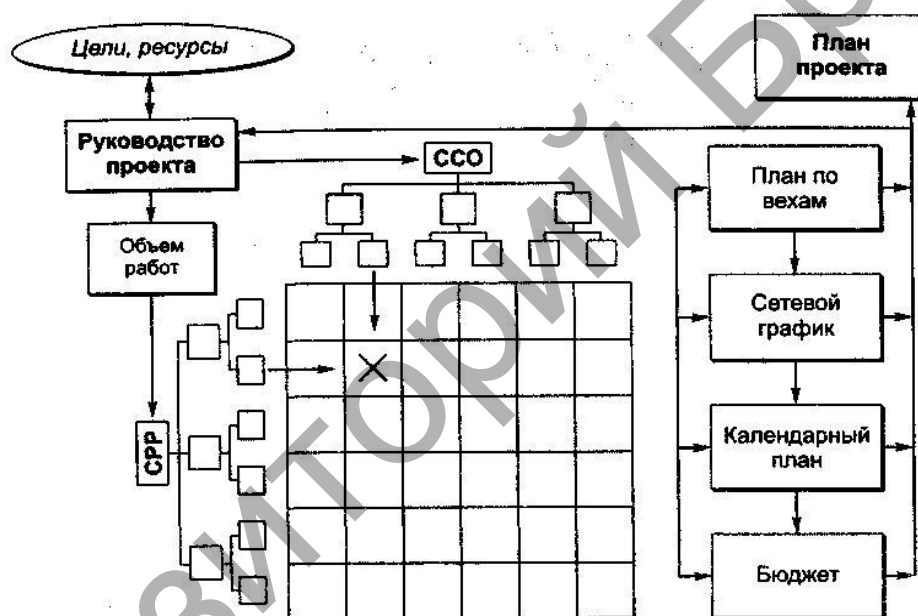 Цели, ресурсы
План
проекта
Руководство
проекта
ССО
План по
вехам
Объем
работ
Сетевой
график
СРР
Календарный
план
Бюджет